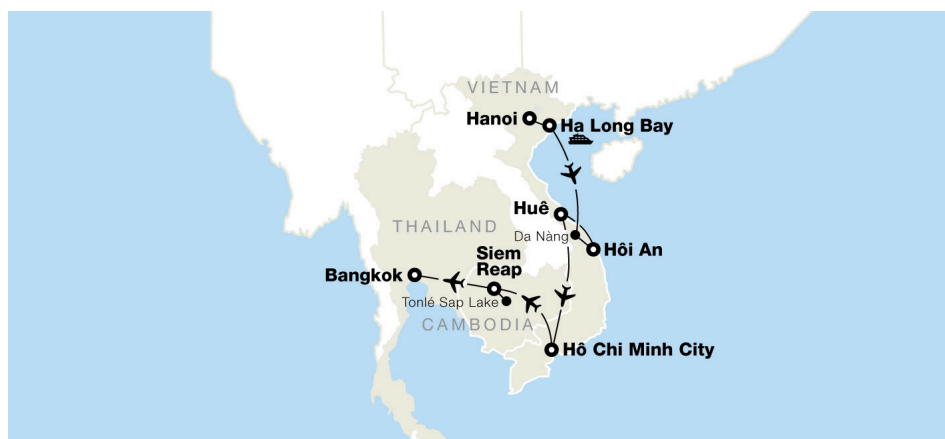 VIETNAM
Hanoi
Ha Long Bay
Huê
THAILAND
Da Nàng
Hôi An
Siem
Reap
Bangkok
Tonlé Sap Lake
CAMBODIA
Hô Chi Minh City